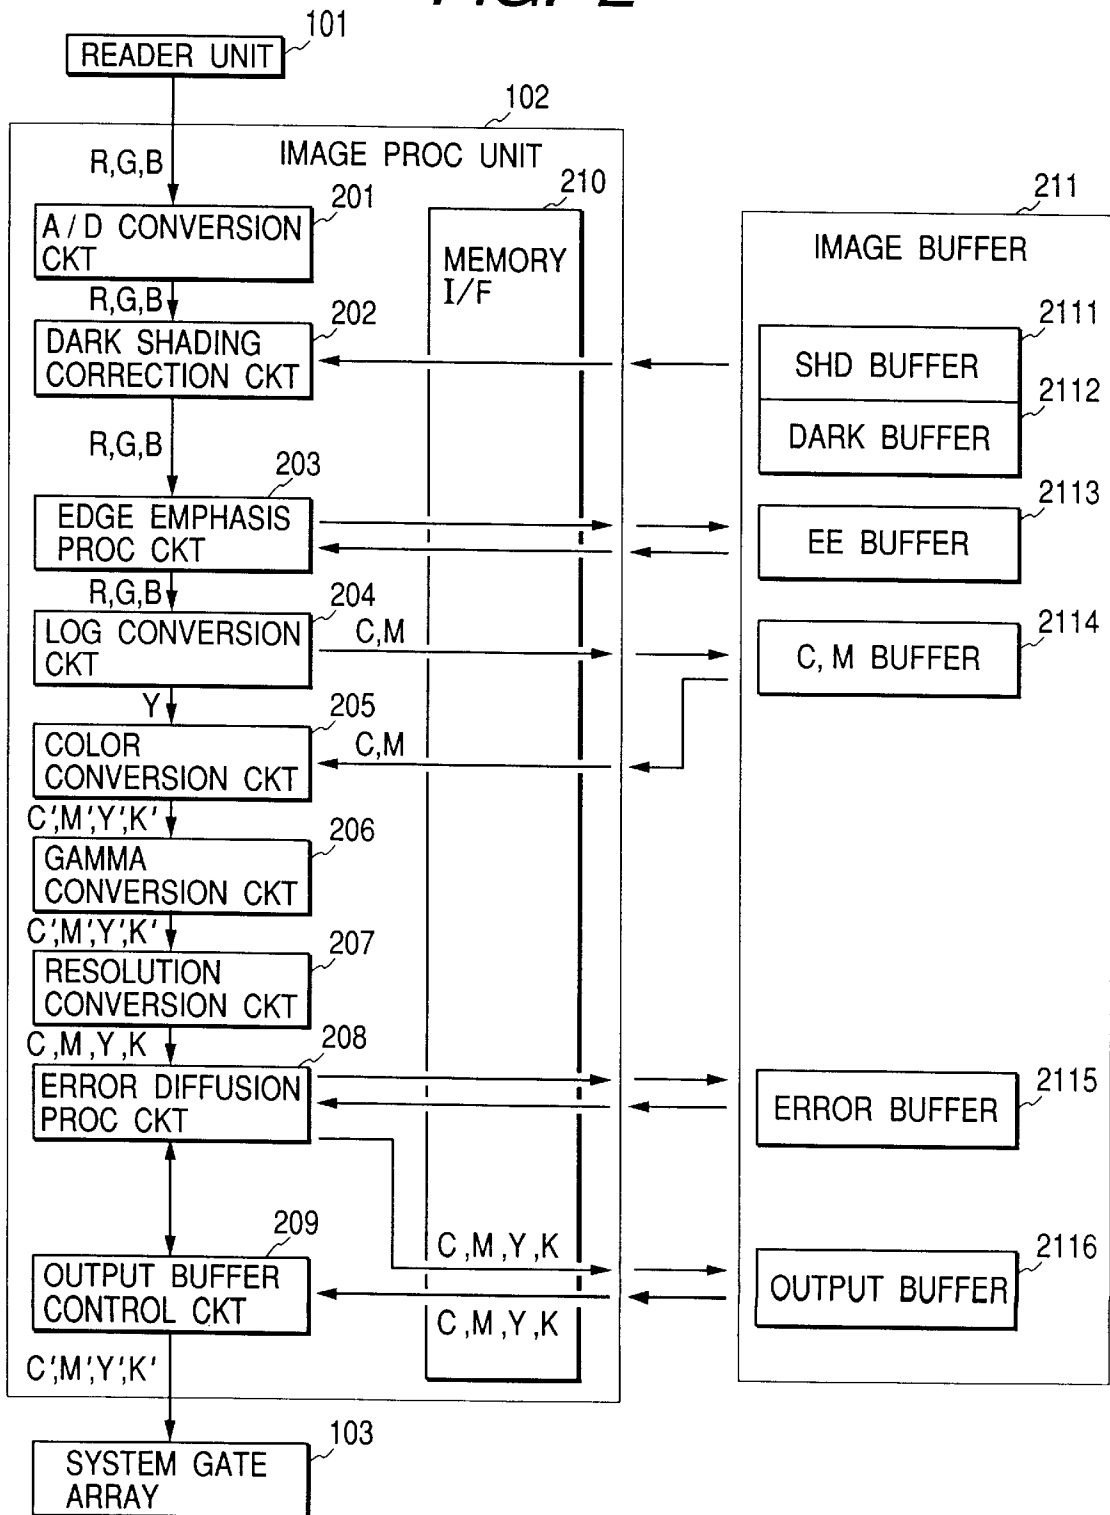 FIG. 2
101
READER UNIT
102
IMAGE PROC UNIT
R,G,B
201
210
211
A/D CONVERSION
CKT
MEMORY
I/F
IMAGE BUFFER
R,G,B
202
2111
DARK SHADING
CORRECTION CKT
SHD BUFFER
2112
DARK BUFFER
R,G,B
203
2113
EDGE EMPHASIS
PROC CKT
EE BUFFER
R,G,B
204
2114
LOG CONVERSION
CKT
C,M
C, M BUFFER
Y
205
COLOR
CONVERSION CKT
C,M
C',M',Y',K'
206
GAMMA
CONVERSION CKT
C',M',Y',K'
207
RESOLUTION
CONVERSION CKT
C,M,Y,K
208
2115
ERROR DIFFUSION
PROC CKT
ERROR BUFFER
209
C,M,Y,K
2116
OUTPUT BUFFER
CONTROL CKT
OUTPUT BUFFER
C,M,Y,K
C',M',Y',K'
103
SYSTEM GATE
ARRAY